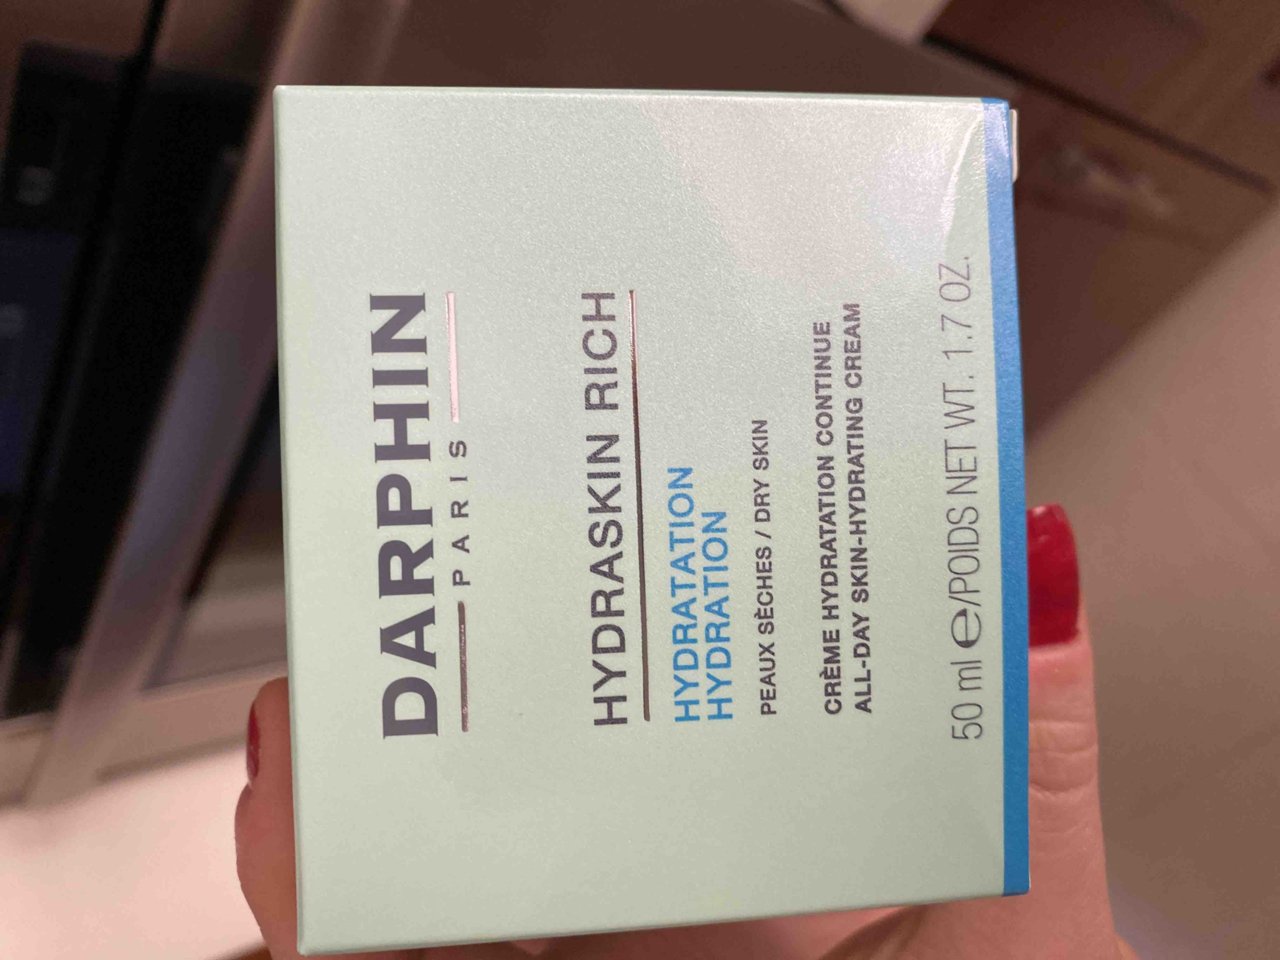 DARPHIN
PARIS
HYDRASKIN RICH
HYDRATATION
HYDRATION
PEAUX SÈCHES / DRY SKIN
CRÈME HYDRATATION CONTINUE
ALL-DAY SKIN-HYDRATING CREAM
50 ml ℮/POIDS NET WT. 1.7 OZ.